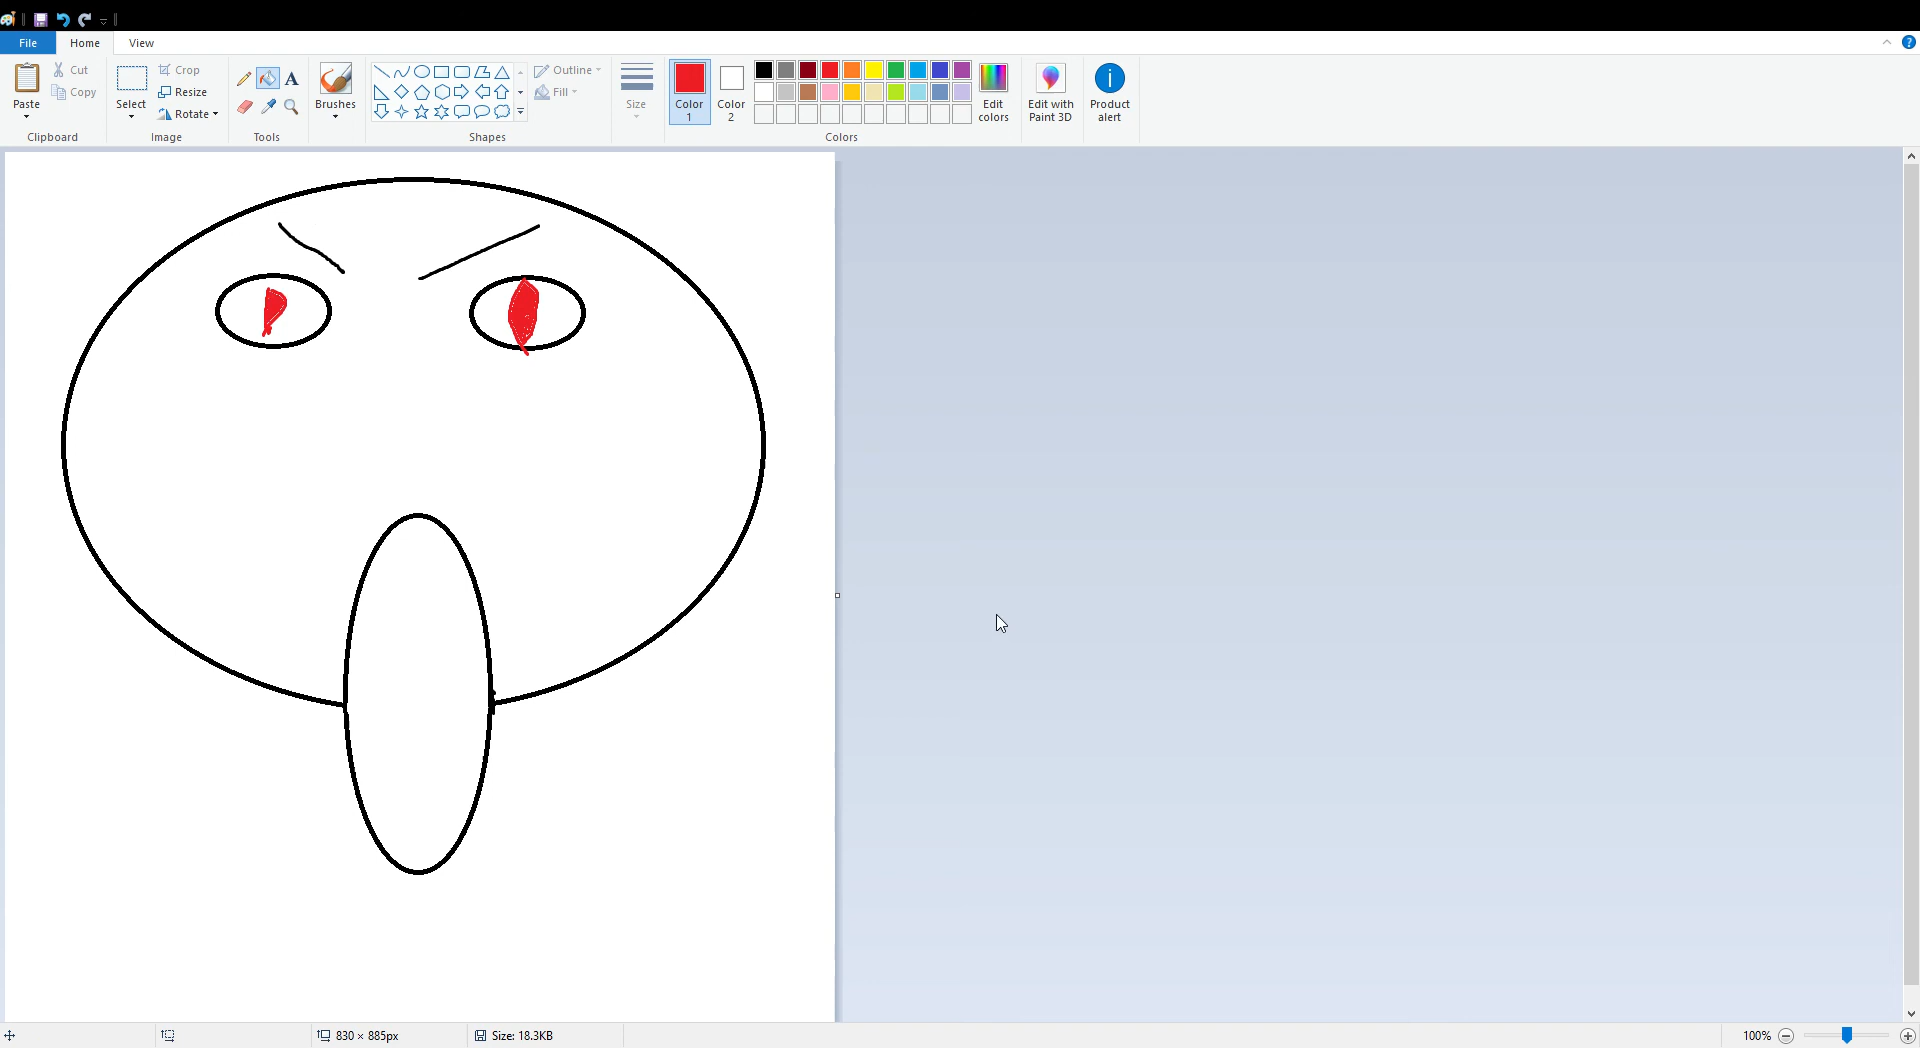 File Home View
Paste Cut Copy Clipboard
Select Crop Resize Rotate Image
A Tools
Brushes
Outline Fill Shapes
Size
Color 1 Color 2 Edit colors Colors
Edit with Paint 3D
Product alert
830 × 885px Size: 18.3KB 100%